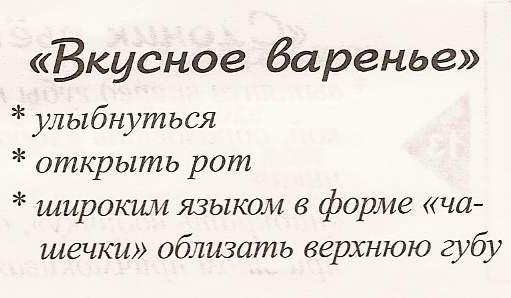 «Вкусное варенье»
* улыбнуться
* открыть рот
* широким языком в форме «ча-
шечки» облизать верхнюю губу